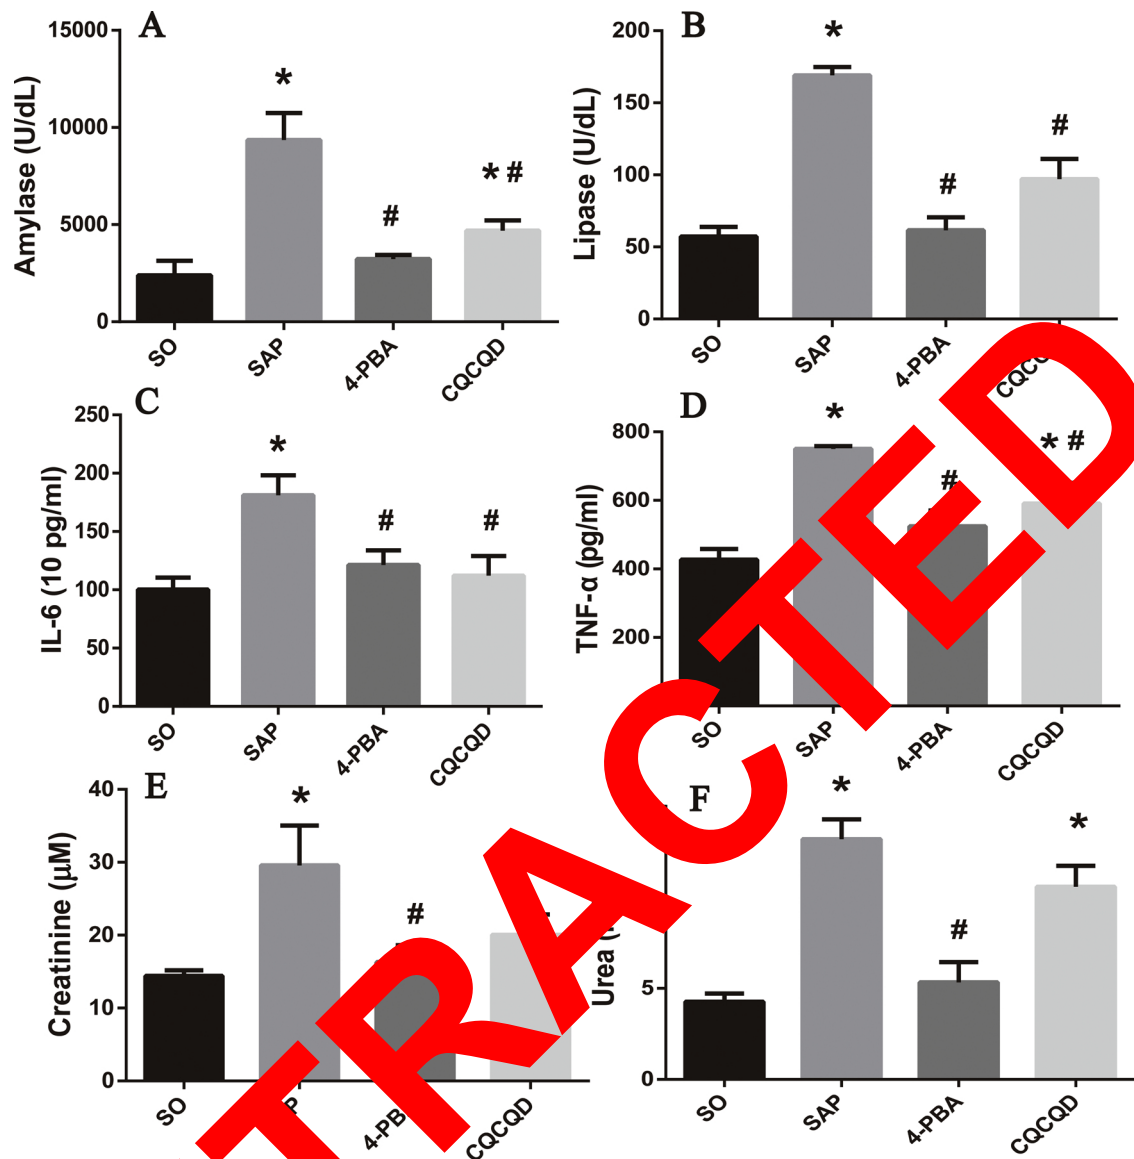 A
15000
10000
5000
0
Amylase (U/dL)
*
#
* #
SO
SAP
4-PBA
CQCQD
B
200
150
100
50
0
Lipase (U/dL)
*
#
#
SO
SAP
4-PBA
C
250
200
150
100
50
0
IL-6 (10 pg/ml)
*
#
#
SO
SAP
4-PBA
CQCQD
D
800
600
400
200
TNF-α (pg/ml)
*
#
* #
SO
SAP
4-PBA
CQCQD
E
40
30
20
10
0
Creatinine (μM)
*
#
SO
CQCQD
F
5
0
Urea
*
#
*
SO
SAP
4-PBA
CQCQD
TRACTED